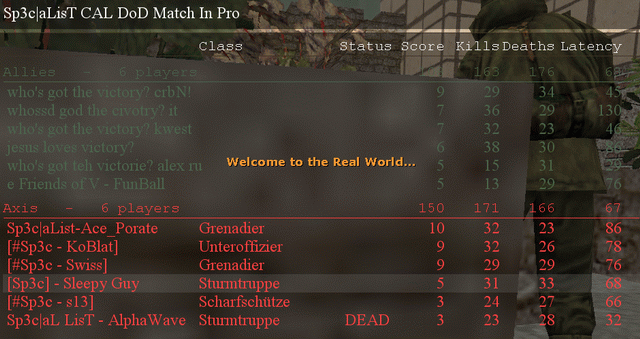 Sp3c|aLisT CAL DoD Match In Pro
Class Status Score Kills Deaths Latency
Allies - 6 players 163 176
who's got the victory? crbN! 9 29 34 45
whossd god the civotry? it 7 36 29 130
who's got the victory? kwest 7 32 23 46
jesus loves victory? 6 38 30
who's got teh victorie? alex ru 5 15 31
e Friends of V - FunBall 5 13 29 76
Welcome to the Real World...
Axis - 6 players 150 171 166 67
Sp3c|aList-Ace_Porate Grenadier 10 32 23 86
[#Sp3c - KoBlat] Unteroffizier 9 32 26 78
[#Sp3c - Swiss] Grenadier 9 29 29 76
[Sp3c] - Sleepy Guy Sturmtruppe 5 31 33 68
[#Sp3c - s13] Scharfschütze 3 24 27 66
Sp3c|aL LisT - AlphaWave Sturmtruppe DEAD 3 23 28 32